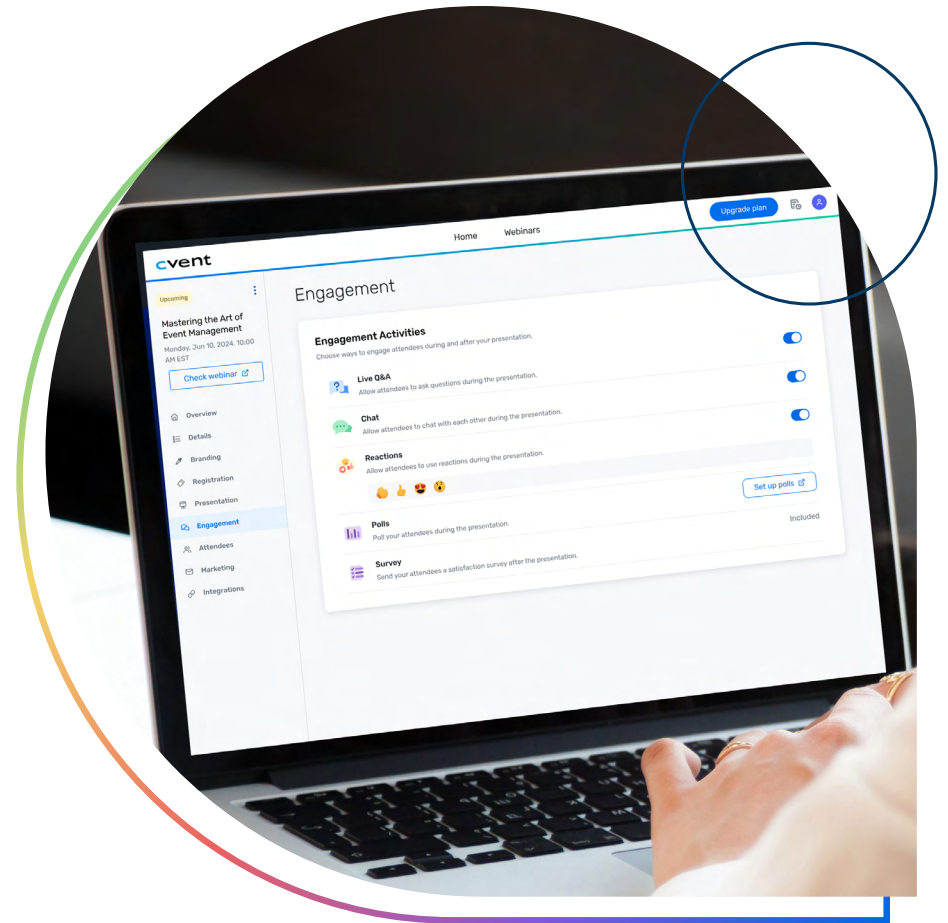 cvent
Home
Webinars
Upgrade plan
Upcoming
Mastering the Art of
Event Management
Monday, Jun 10, 2024. 10:00
AM EST
Check webinar
Overview
Details
Branding
Registration
Presentation
Engagement
Attendees
Marketing
Integrations
Engagement
Engagement Activities
Choose ways to engage attendees during and after your presentation.
Live Q&A
Allow attendees to ask questions during the presentation.
Chat
Allow attendees to chat with each other during the presentation.
Reactions
Allow attendees to use reactions during the presentation.
Polls
Poll your attendees during the presentation.
Set up polls
Survey
Send your attendees a satisfaction survey after the presentation.
Included